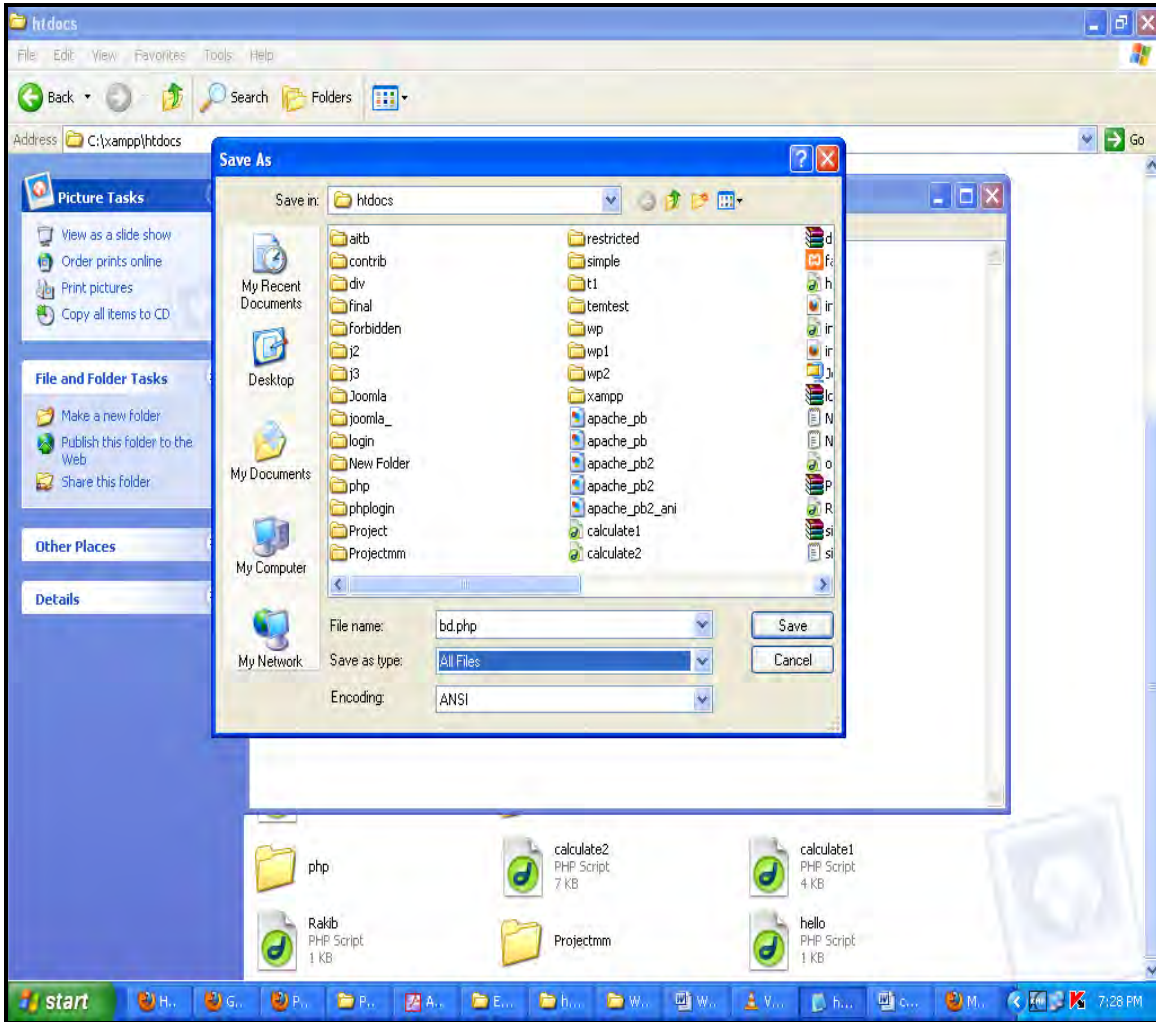 htdocs
File Edit View Favorites Tools Help
Back Search Folders
Address C:\xampp\htdocs Go
Picture Tasks
View as a slide show
Order prints online
Print pictures
Copy all items to CD
File and Folder Tasks
Make a new folder
Publish this folder to the
Web
Share this folder
Other Places
Details
Save As
Save in: htdocs
My Recent
Documents
Desktop
My Documents
My Computer
My Network
aitb
contrib
div
final
forbidden
j2
j3
Joomla
joomla_
login
New Folder
php
phplogin
Project
Projectmm
restricted
simple
t1
temtest
wp
wp1
wp2
xampp
apache_pb
apache_pb
apache_pb2
apache_pb2
apache_pb2_ani
calculate1
calculate2
File name: bd.php Save
Save as type: All Files Cancel
Encoding: ANSI
php
calculate2
PHP Script
7 KB
calculate1
PHP Script
4 KB
Rakib
PHP Script
1 KB
Projectmm
hello
PHP Script
1 KB
start H.. G.. P.. P.. A.. E... h... W.. W.. V... h... c... M.. 7:28 PM